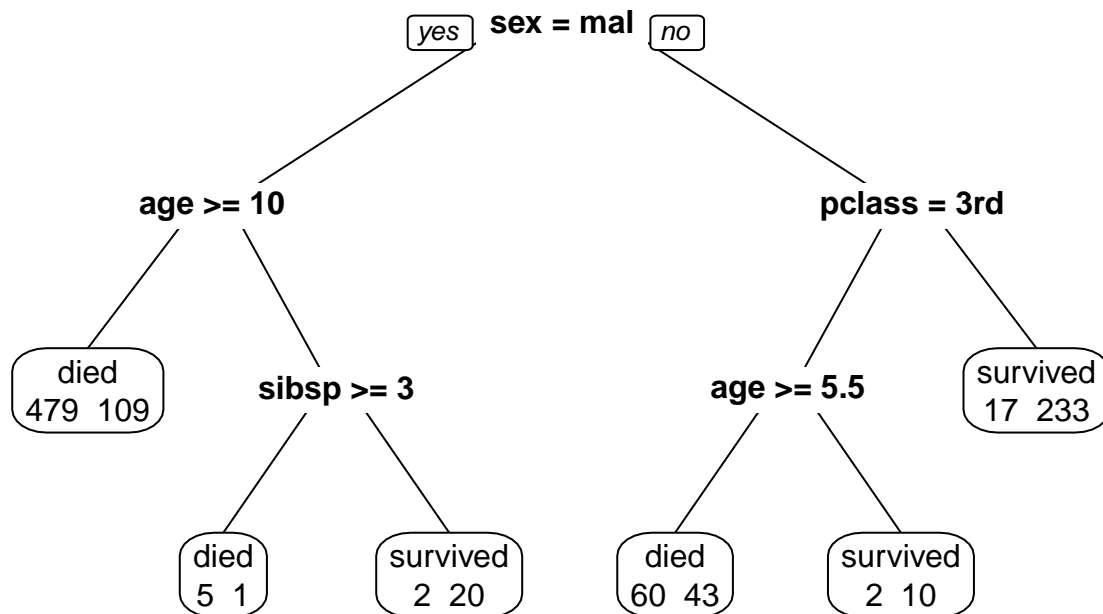 yes
sex = mal
no
age >= 10
pclass = 3rd
died
479 109
sibsp >= 3
age >= 5.5
survived
17 233
died
5 1
survived
2 20
died
60 43
survived
2 10